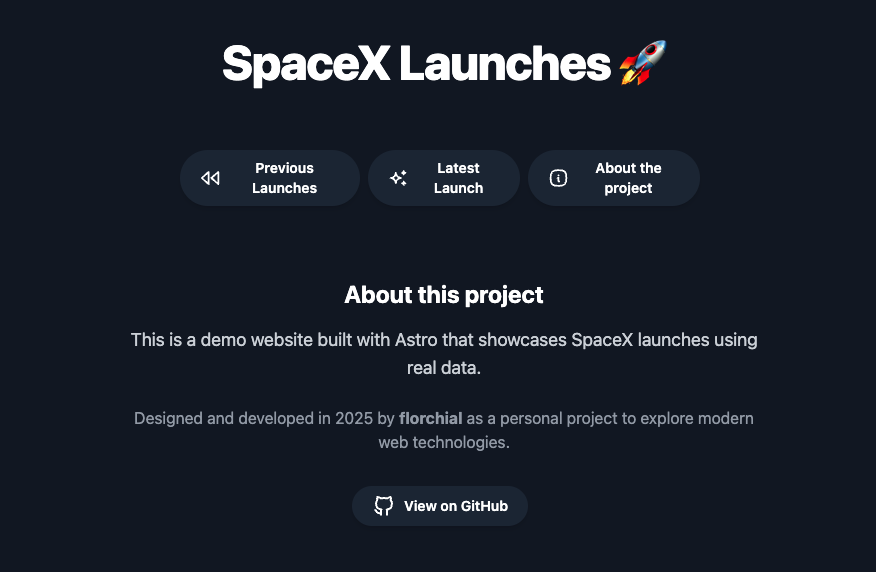 SpaceX Launches🚀
Previous Launches
Latest Launch
About the project
About this project
This is a demo website built with Astro that showcases SpaceX launches using
real data.
Designed and developed in 2025 by florchial as a personal project to explore modern
web technologies.
View on GitHub